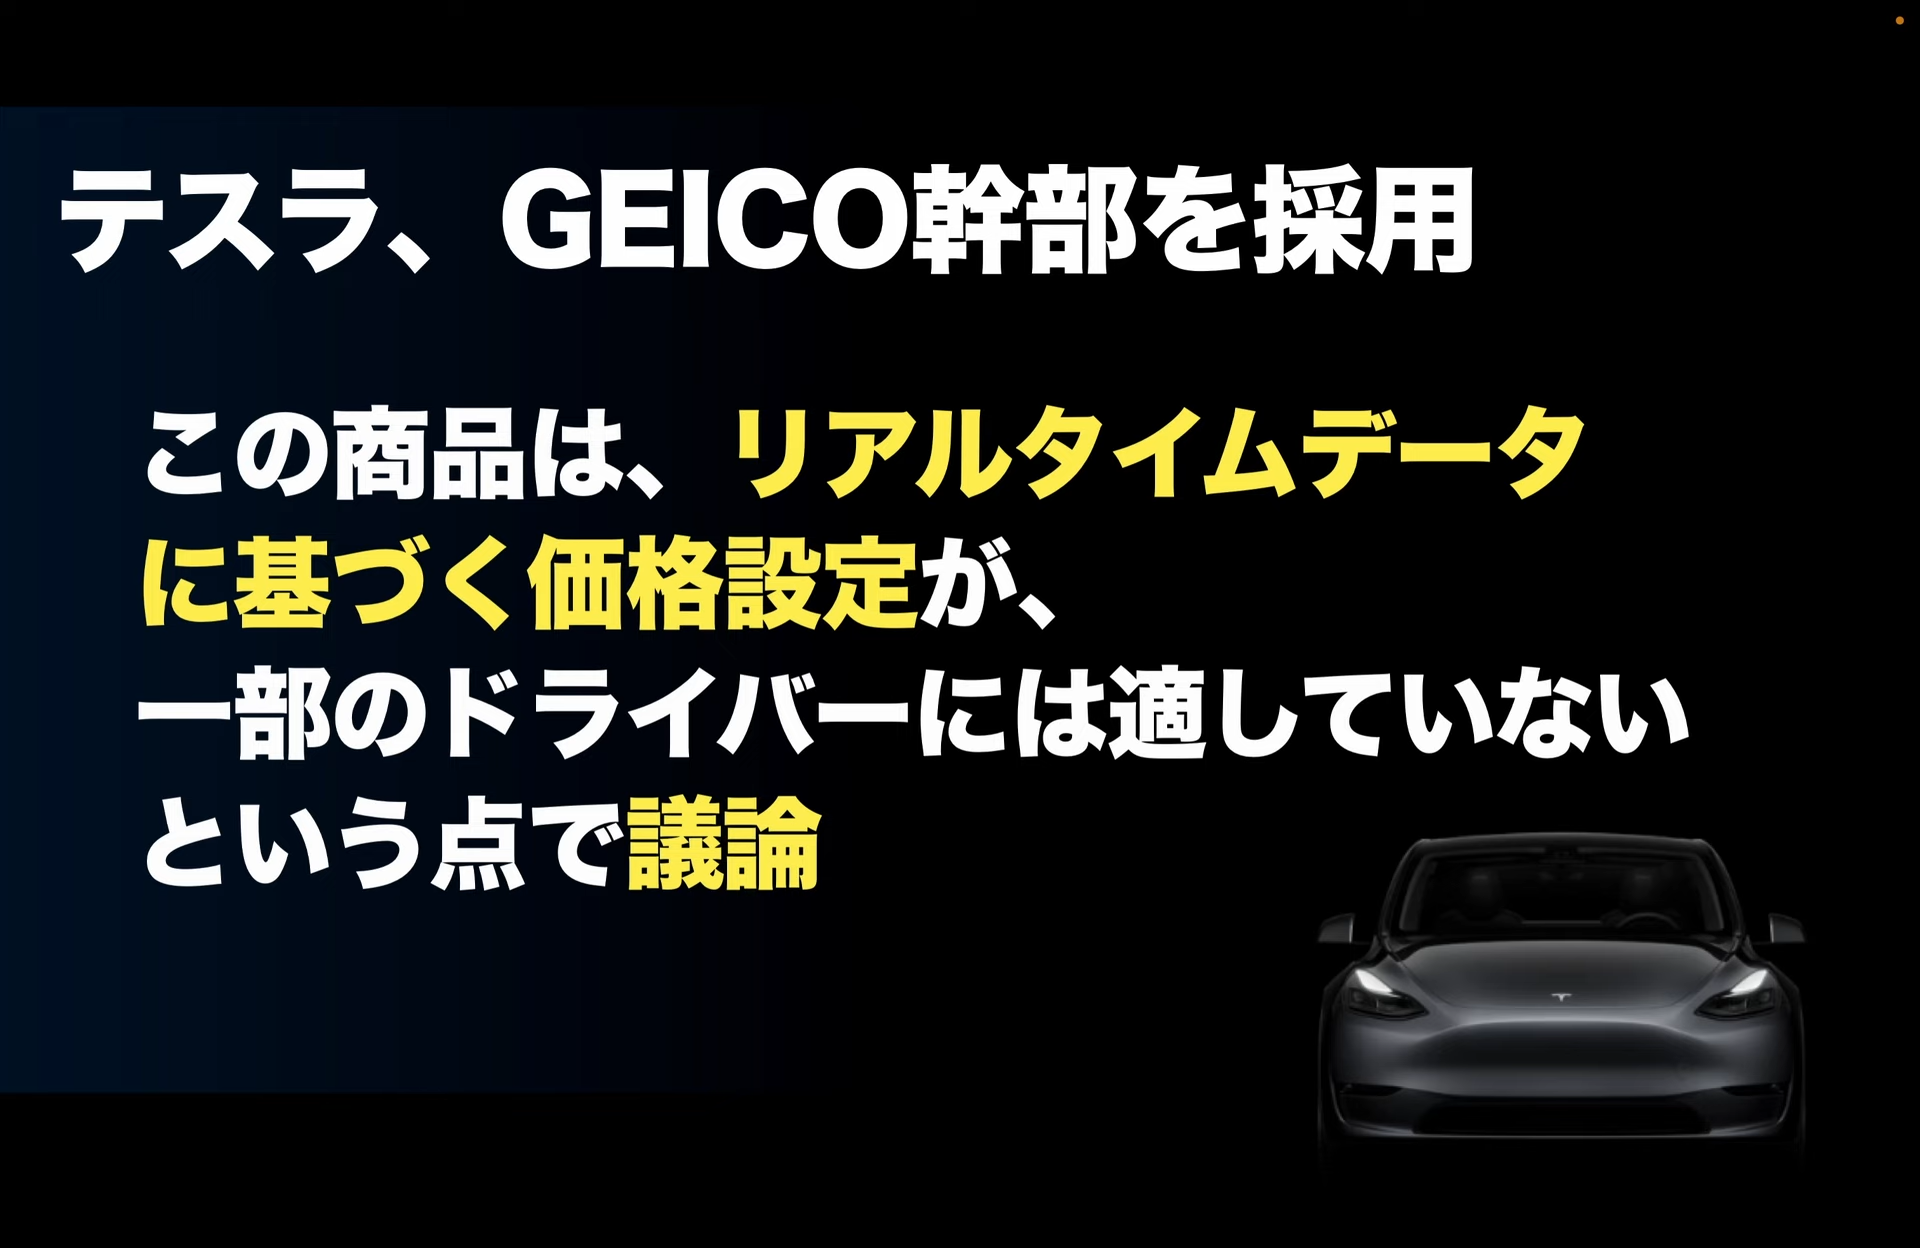 テスラ、GEICO幹部を採用
この商品は、リアルタイムデータ
に基づく価格設定が、
一部のドライバーには適していない
という点で議論